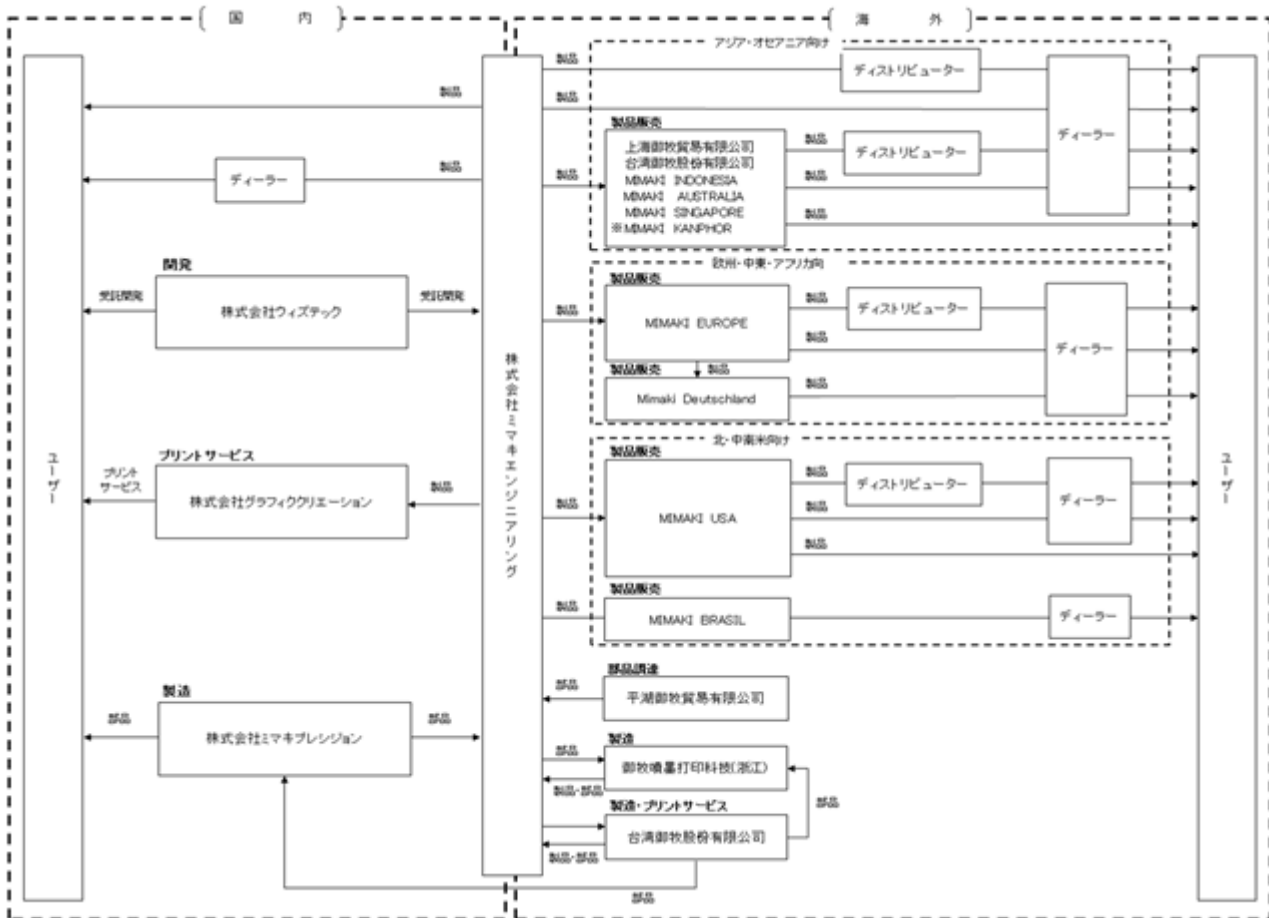 国 内
海 外
アジア・オセアニア向け
製品
ディストリビューター
製品
製品販売
上海御牧貿易有限公司
台湾御牧股份有限公司
MIMAKI INDONESIA
MIMAKI AUSTRALIA
MIMAKI SINGAPORE
※MIMAKI KANPHOR
製品
ディストリビューター
ディーラー
ディーラー
製品
製品
製品
製品
欧州・中東・アフリカ向
開発
受託開発
株式会社ウィズテック
受託開発
製品
製品販売
MIMAKI EUROPE
製品
ディストリビューター
製品
ディーラー
製品販売
製品
Mimaki Deutschland
製品
北・中南米向け
ユーザー
株式会社ミマキエンジニアリング
ユーザー
プリントサービス
プリント
サービス
株式会社グラフィッククリエーション
製品
製品
製品販売
MIMAKI USA
製品
ディストリビューター
製品
製品
ディーラー
製品販売
製品
MIMAKI BRASIL
ディーラー
製造
部品
株式会社ミマキプレシジョン
部品
部品調達
部品
平湖御牧貿易有限公司
製造
部品
御牧噴墨打印科技(浙江)
製品・部品
部品
製造・プリントサービス
台湾御牧股份有限公司
製品・部品
部品